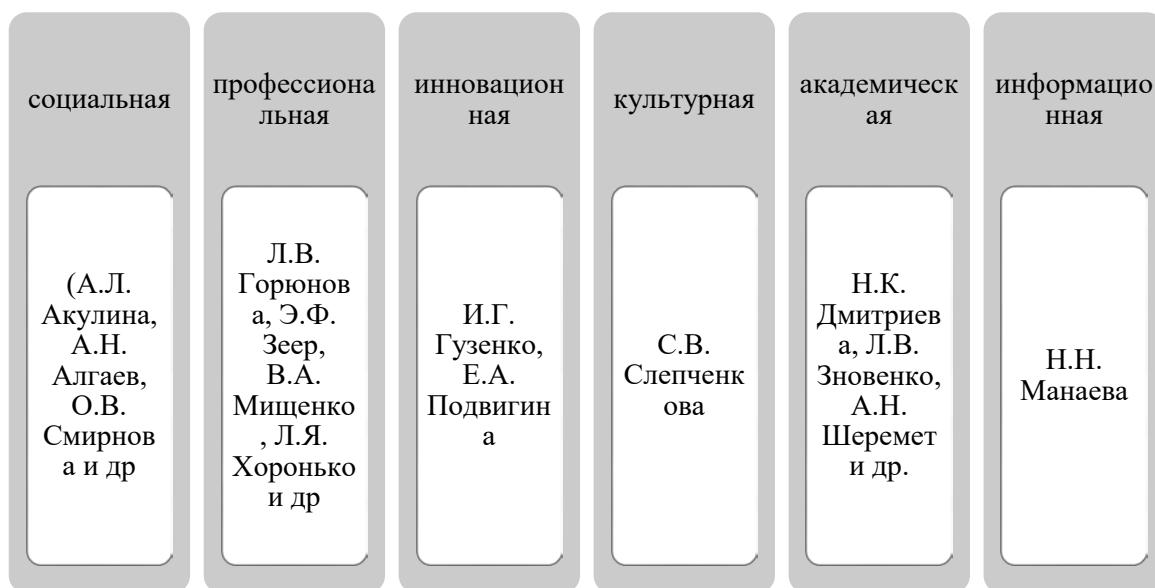 социальная
(А.Л.
Акулина,
А.Н.
Алгаев,
О.В.
Смирнов
а и др
профессиона
льная
Л.В.
Горюнов
а, Э.Ф.
Зеер,
В.А.
Мищенко
, Л.Я.
Хоронько
и др
инновацион
ная
И.Г.
Гузенко,
Е.А.
Подвигин
а
культурная
С.В.
Слепченк
ова
академическ
ая
Н.К.
Дмитриев
а, Л.В.
Зновенко,
А.Н.
Шеремет
и др.
информацио
нная
Н.Н.
Манаева